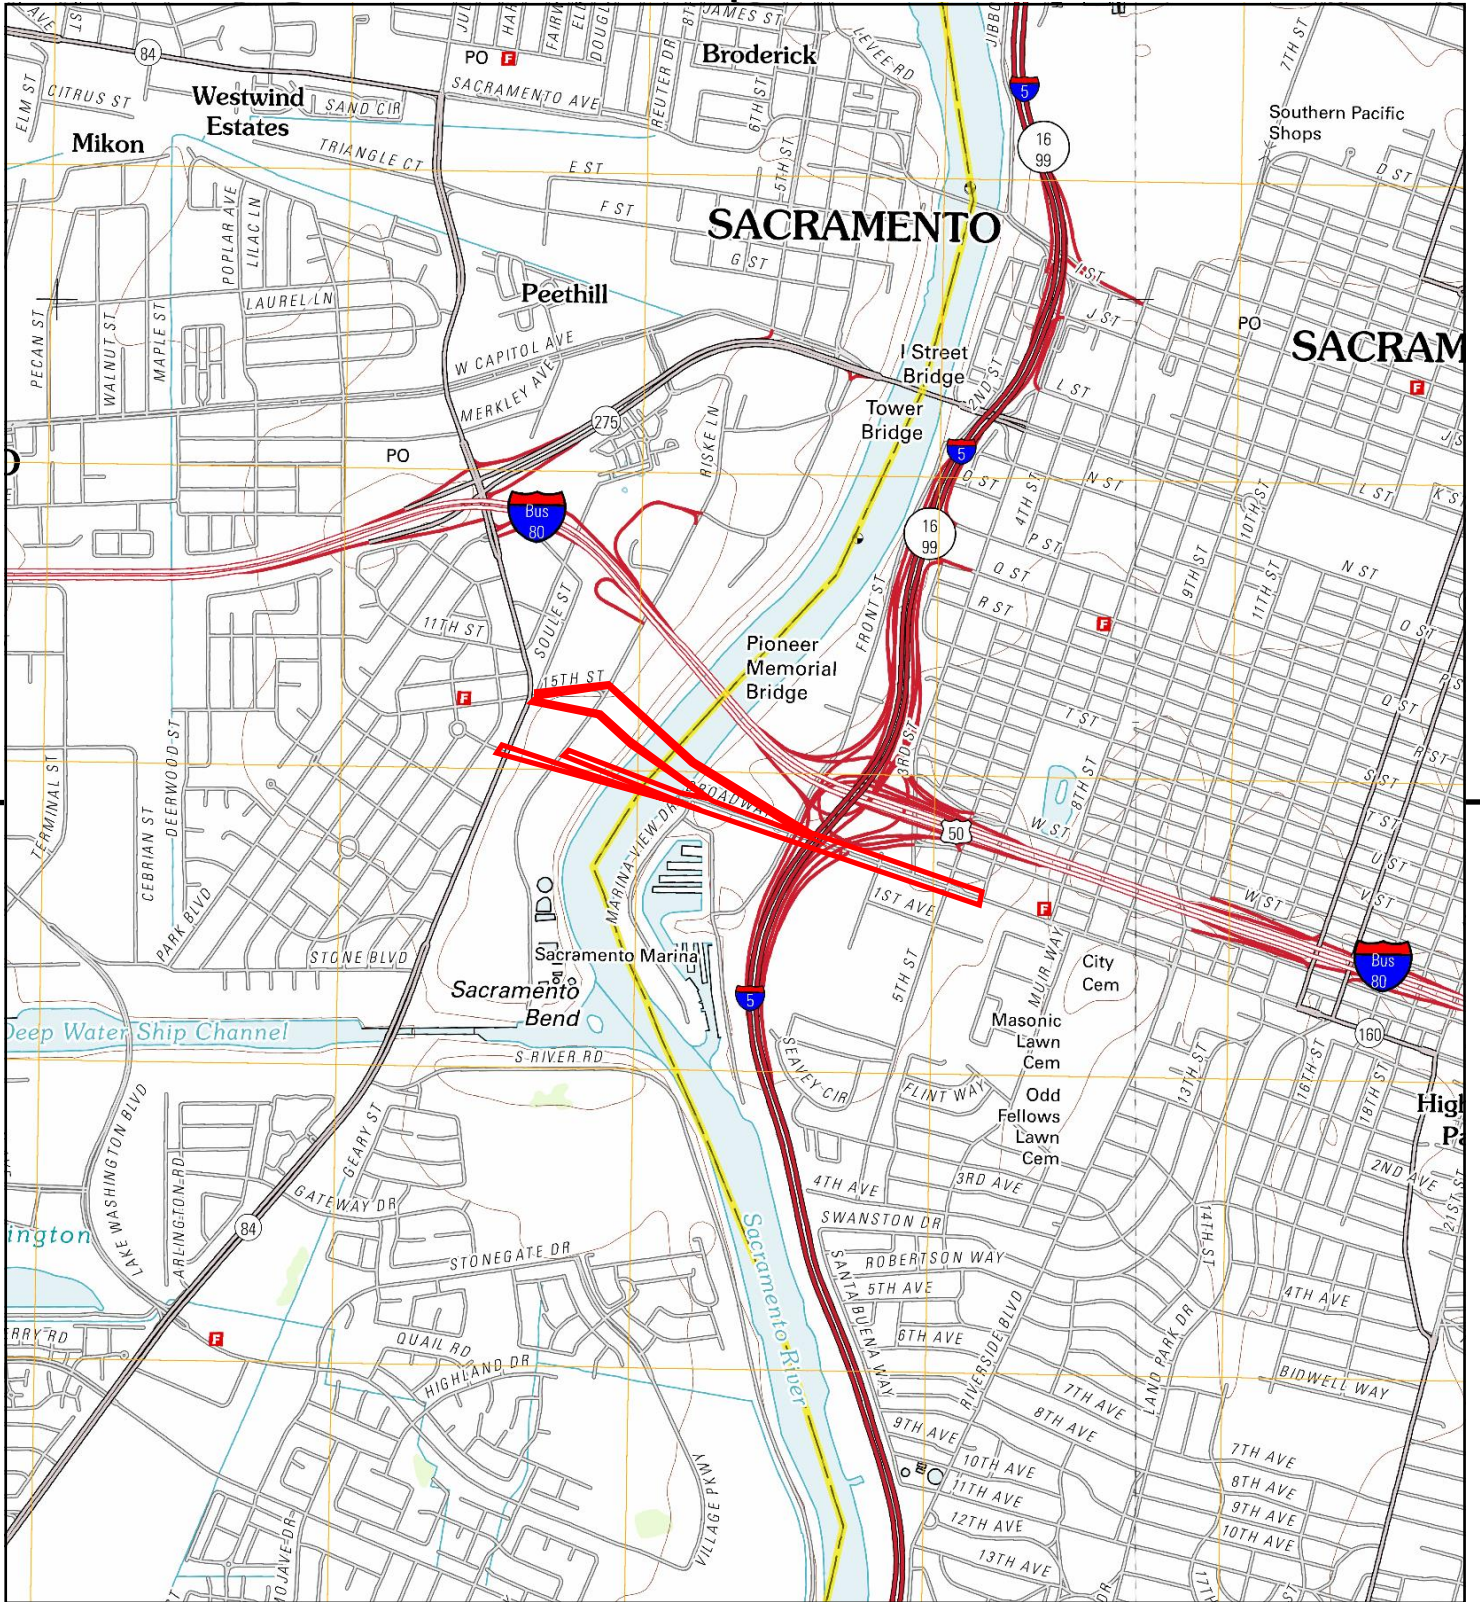 JAMES ST
Broderick
LEVEE RD
7TH ST
84
PO
F
REUTER DR
6TH ST
5
ELM ST
CITRUS ST
Westwind
Estates
SAND CIR
SACRAMENTO AVE
Southern Pacific
Shops
Mikon
TRIANGLE CT
E ST
5TH ST
16
99
D ST
POPLAR AVE
LILAC LN
F ST
SACRAMENTO
G ST
I ST
Peethill
LAUREL LN
J ST
PO
PECAN ST
WALNUT ST
MAPLE ST
W CAPITOL AVE
MERKLEY AVE
I Street
Bridge
2ND ST
L ST
SACRAM
F
Tower
Bridge
275
RISKE LN
PO
5
O ST
4TH ST
N ST
10TH ST
L ST
K ST
Bus
80
16
99
P ST
Q ST
9TH ST
11TH ST
N ST
FRONT ST
R ST
F
O ST
11TH ST
SOULE ST
Pioneer
Memorial
Bridge
15TH ST
F
P S
Q ST
T ST
3RD ST
R ST
S ST
8TH ST
TERMINAL ST
DEERWOOD ST
CEBRIAN ST
BROADWAY
MARINA VIEW DR
50
W ST
T ST
U ST
V ST
W ST
1ST AVE
F
PARK BLVD
STONE BLVD
Sacramento Marina
5TH ST
MUIR WAY
City
Cem
Bus
80
Sacramento
Bend
5
Deep Water Ship Channel
S RIVER RD
Masonic
Lawn
Cem
160
SEAVEY CIR
FLINT WAY
Odd
Fellows
Lawn
Cem
13TH ST
16TH ST
18TH ST
High
Pa
LAKE WASHINGTON BLVD
ARLINGTON RD
GEARY ST
GATEWAY DR
84
ington
4TH AVE
3RD AVE
2ND AVE
21ST ST
SWANSTON DR
14TH ST
STONEGATE DR
Sacramento River
ROBERTSON WAY
SANTA BUENA WAY
5TH AVE
4TH AVE
ERRY RD
F
QUAIL RD
HIGHLAND DR
6TH AVE
RIVERSIDE BLVD
LAND PARK DR
BIDWELL WAY
7TH AVE
8TH AVE
9TH AVE
10TH AVE
11TH AVE
12TH AVE
13TH AVE
7TH AVE
8TH AVE
9TH AVE
10TH AVE
VILLAGE PKWY
MOJAVE DR
17TH